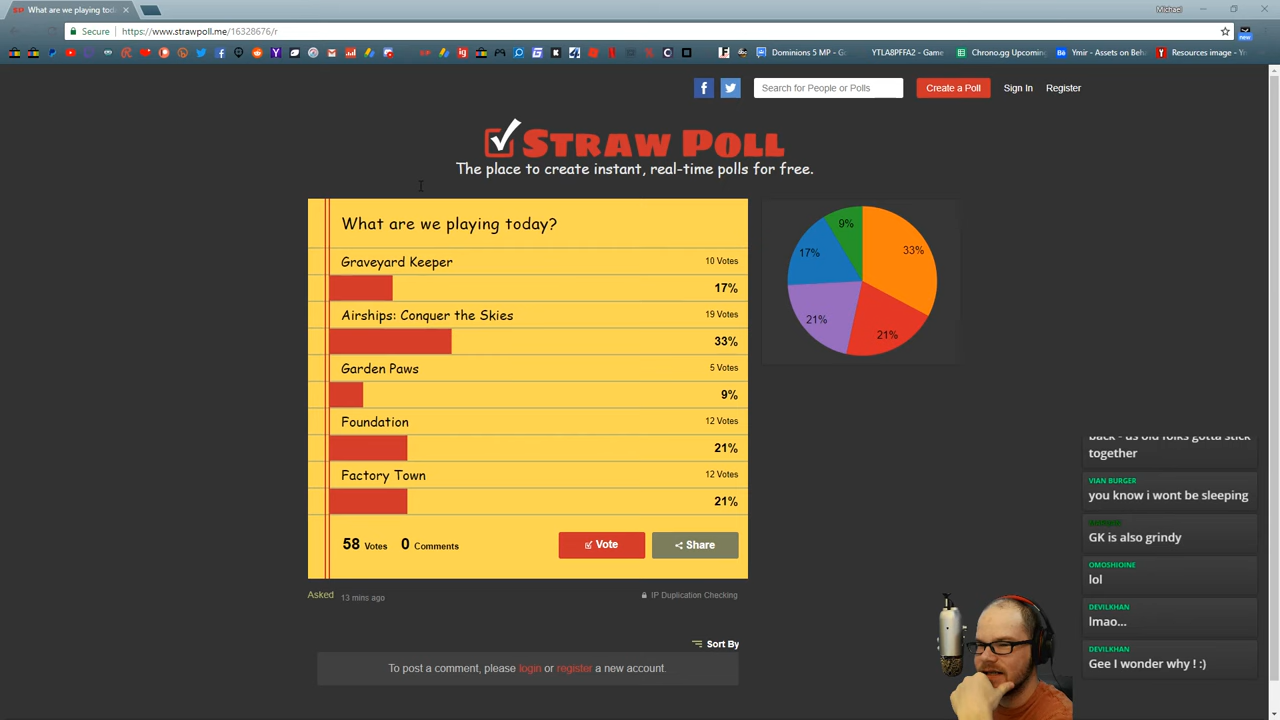 What are we playing toda
Michael
Secure
https://www.strawpoll.me/16328676/r
Dominions 5 MP - G
YTLA8PFFA2 - Game
Chrono.gg Upcoming
Ymir - Assets on Beh
Resources image - Y
new
Search for People or Polls
Create a Poll
Sign In
Register
STRAW POLL
The place to create instant, real-time polls for free.
What are we playing today?
Graveyard Keeper
10 Votes
17%
Airships: Conquer the Skies
19 Votes
33%
Garden Paws
5 Votes
9%
Foundation
12 Votes
21%
Factory Town
12 Votes
21%
58 Votes
0 Comments
Vote
Share
Asked
13 mins ago
IP Duplication Checking
Sort By
To post a comment, please login or register a new account.
9%
33%
17%
21%
21%
back - us old folks gotta stick
together
VIAN BURGER
you know i wont be sleeping
GK is also grindy
OMOSHIOINE
lol
DEVILKHAN
lmao...
DEVILKHAN
Gee I wonder why ! :)